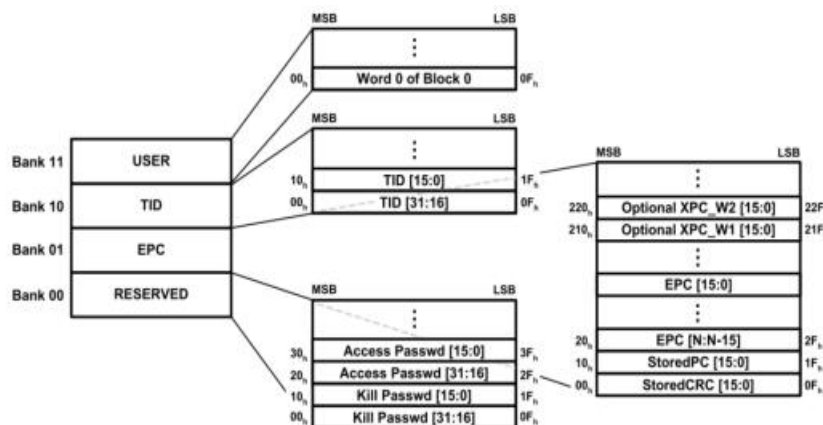 MSB LSB
⋮
00h Word 0 of Block 0 0Fh
MSB LSB
⋮
10h TID [15:0] 1Fh
00h TID [31:16] 0Fh
Bank 11 USER
Bank 10 TID
Bank 01 EPC
Bank 00 RESERVED
MSB LSB
⋮
30h Access Passwd [15:0] 3Fh
20h Access Passwd [31:16] 2Fh
10h Kill Passwd [15:0] 1Fh
00h Kill Passwd [31:16] 0Fh
MSB LSB
⋮
220h Optional XPC_W2 [15:0] 22F
210h Optional XPC_W1 [15:0] 21F
⋮
EPC [15:0]
⋮
20h EPC [N:N-15] 2Fh
10h StoredPC [15:0] 1Fh
00h StoredCRC [15:0] 0Fh